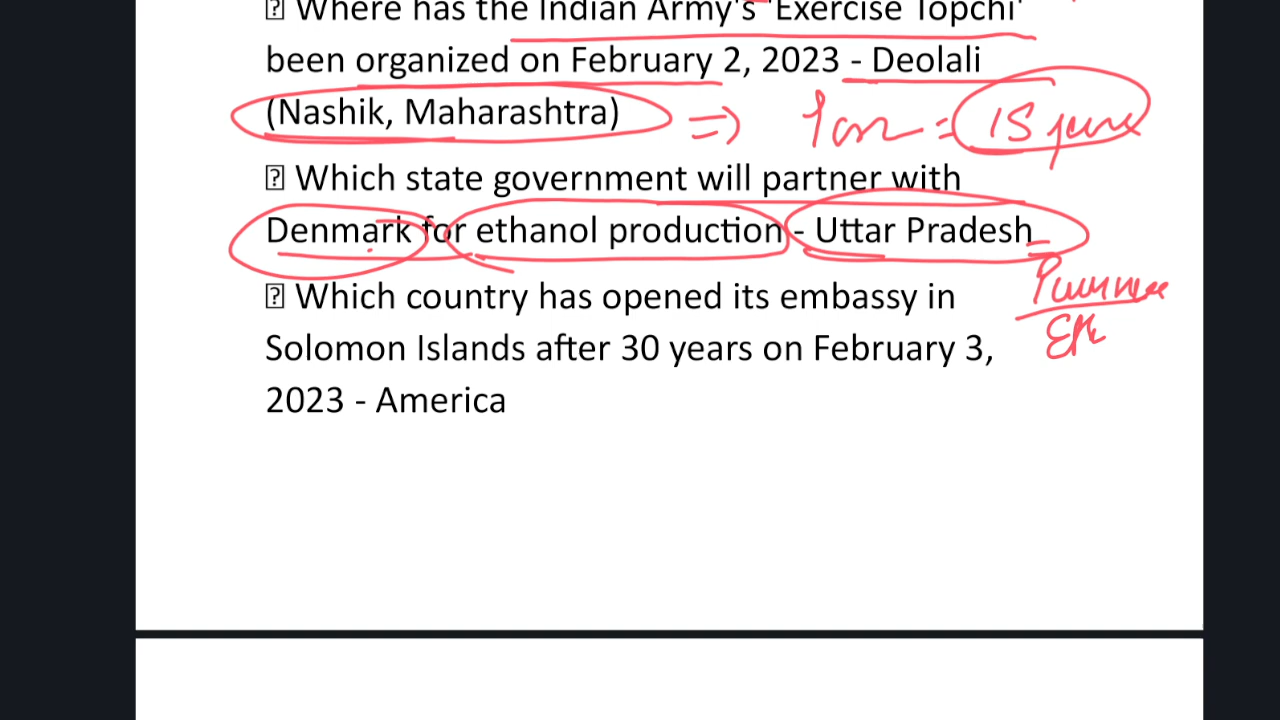 Where has the Indian Army's 'Exercise Topchi'
been organized on February 2, 2023 - Deolali
(Nashik, Maharashtra) => = 15 june
Which state government will partner with
Denmark for ethanol production - Uttar Pradesh
Which country has opened its embassy in
Solomon Islands after 30 years on February 3,
2023 - America